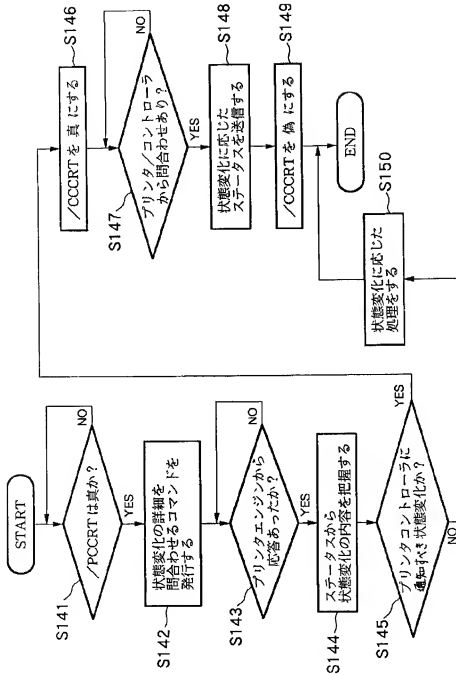 START
S141
/PCCRTは真か?
NO
YES
S142
状態変化の詳細を
問合わせるコマンドを
発行する
S143
プリンタエンジンから
応答あったか?
NO
YES
S144
ステータスから
状態変化の内容を把握する
S145
プリンタコントローラに
通知すべき状態変化か?
YES
NO
S146
/CCCRTを真にする
S147
プリンタ/コントローラ
から問合わせあり?
NO
YES
S148
状態変化に応じた
ステータスを送信する
S149
/CCCRTを偽にする
END
S150
状態変化に応じた
処理をする